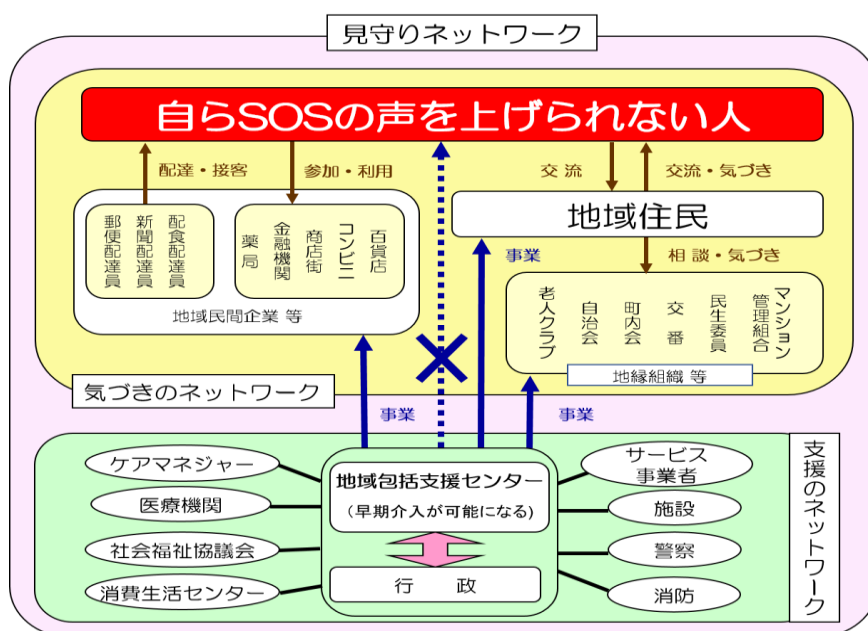 見守りネットワーク
自らSOSの声を上げられない人
配達・接客
参加・利用
交 流
交流・気づき
郵便配達員
新聞配達員
配食配達員
薬 局
金融機関
商店街
コンビニ
百貨店
地域民間企業 等
地域住民
事業
相 談・気づき
老人クラブ
自治会
町内会
交 番
民生委員
マンション
管理組合
地縁組織 等
気づきのネットワーク
事業
事業
支援のネットワーク
ケアマネジャー
医療機関
社会福祉協議会
消費生活センター
地域包括支援センター
(早期介入が可能になる)
行 政
サービス
事業者
施設
警察
消防